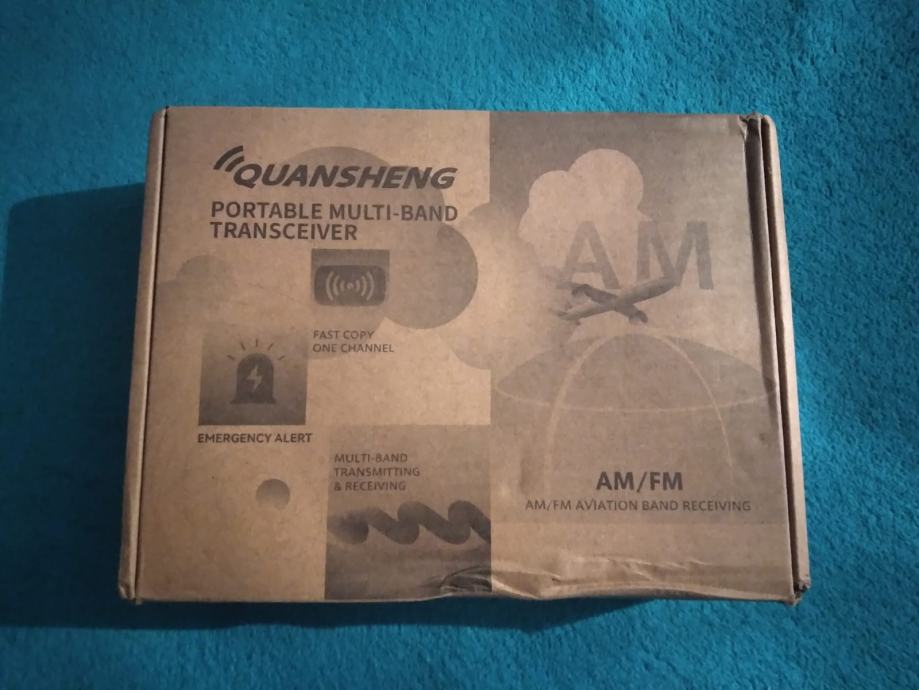 QUANSHENG
PORTABLE MULTI-BAND
TRANSCEIVER
FAST COPY
ONE CHANNEL
EMERGENCY ALERT
MULTI-BAND
TRANSMITTING
& RECEIVING
AM
AM/FM
AM/FM AVIATION BAND RECEIVING